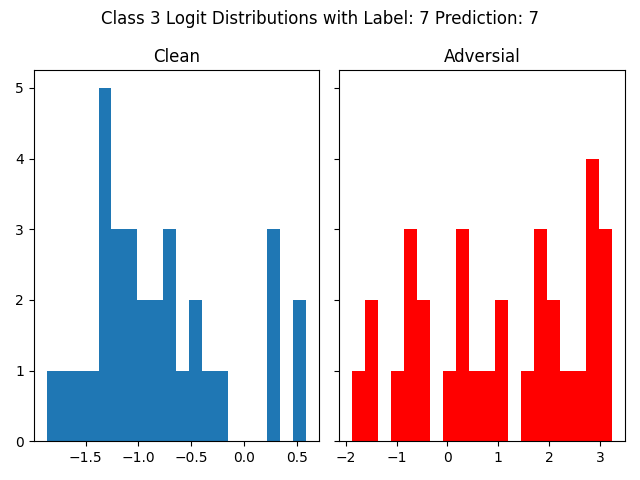 Class 3 Logit Distributions with Label: 7 Prediction: 7
Clean
Adversial
5
4
3
2
1
0
−1.5 −1.0 −0.5 0.0 0.5
−2 −1 0 1 2 3